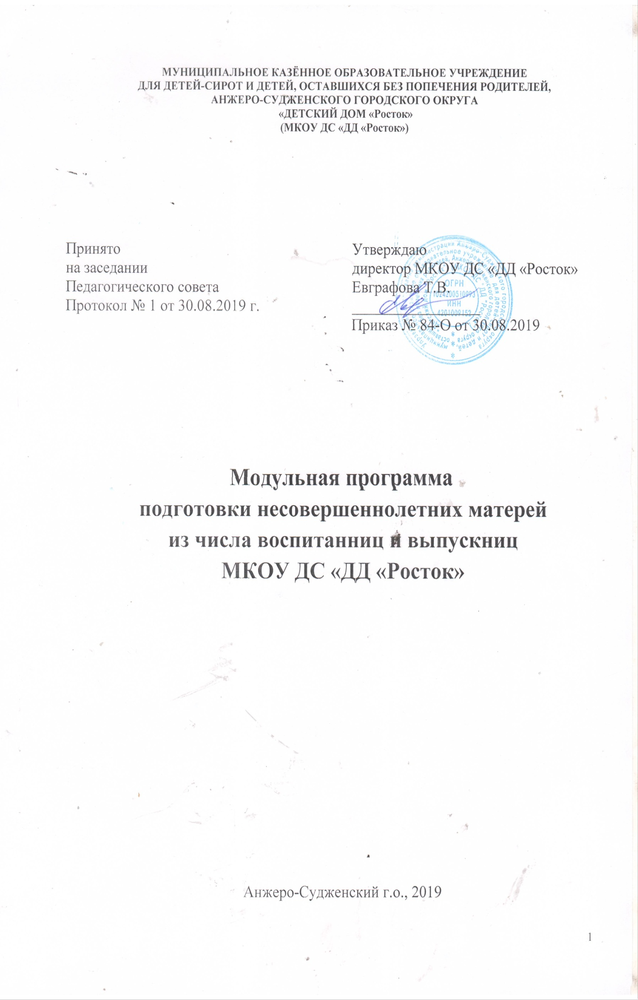 МУНИЦИПАЛЬНОЕ КАЗЁННОЕ ОБРАЗОВАТЕЛЬНОЕ УЧРЕЖДЕНИЕ
ДЛЯ ДЕТЕЙ-СИРОТ И ДЕТЕЙ, ОСТАВШИХСЯ БЕЗ ПОПЕЧЕНИЯ РОДИТЕЛЕЙ,
АНЖЕРО-СУДЖЕНСКОГО ГОРОДСКОГО ОКРУГА
«ДЕТСКИЙ ДОМ «Росток»
(МКОУ ДС «ДД «Росток»)
Принято
на заседании
Педагогического совета
Протокол № 1 от 30.08.2019 г.
Утверждаю
директор МКОУ ДС «ДД «Росток»
Евграфова Т.В.
Приказ № 84-О от 30.08.2019
ОГРН
1024200510993
ИНН
4201009152
Модульная программа
подготовки несовершеннолетних матерей
из числа воспитанниц и выпускниц
МКОУ ДС «ДД «Росток»
Анжеро-Судженский г.о., 2019
1